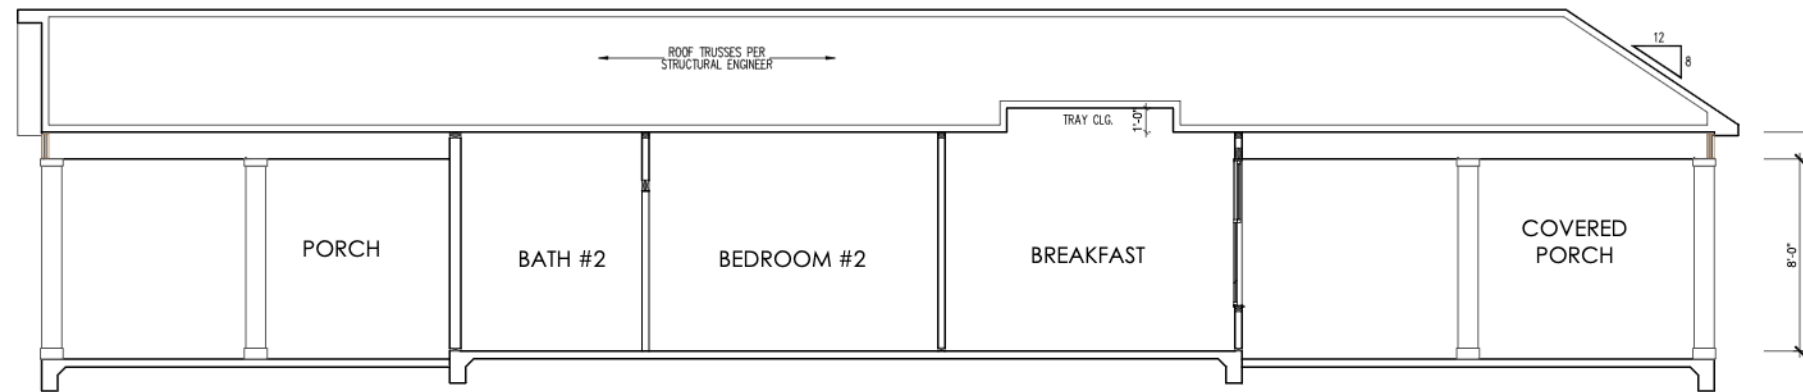 ROOF TRUSSES PER
STRUCTURAL ENGINEER
12
8
TRAY CLG.
1'-0"
PORCH
BATH #2
BEDROOM #2
BREAKFAST
COVERED
PORCH
8'-0"